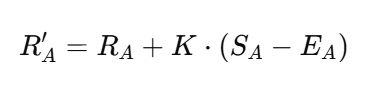 R′_A = R_A + K · (S_A − E_A)